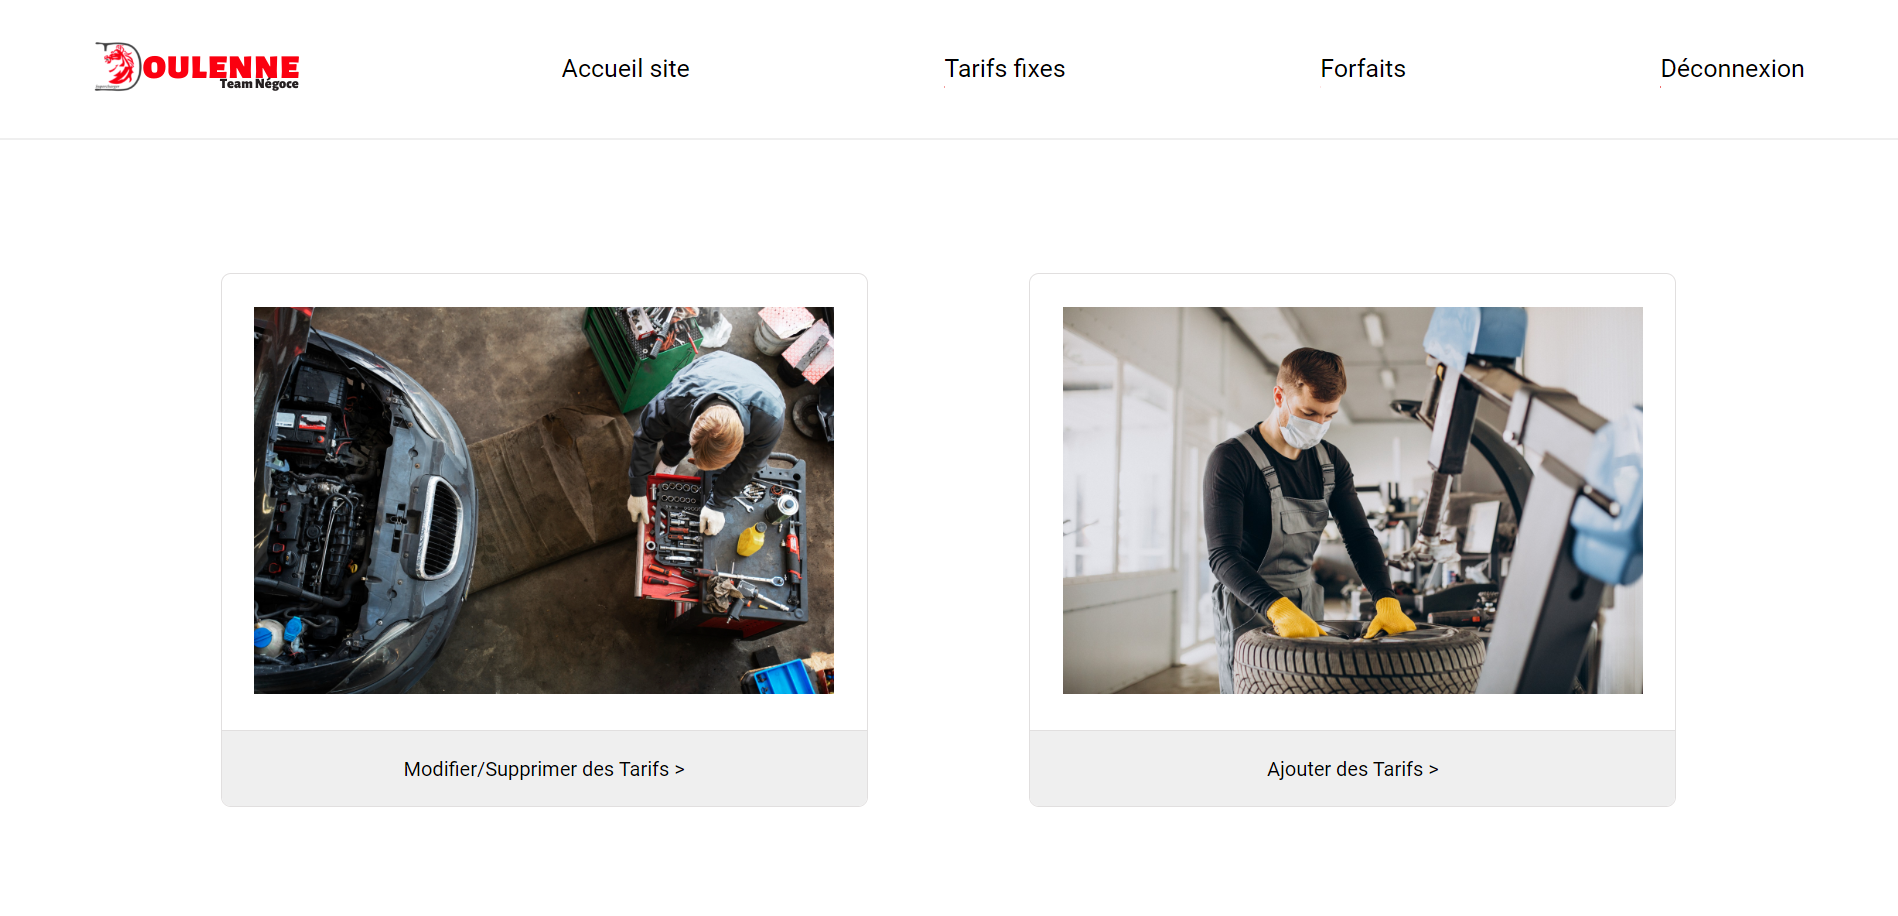 DOULENNE
Team Négoce
Accueil site
Tarifs fixes
Forfaits
Déconnexion
Modifier/Supprimer des Tarifs >
Ajouter des Tarifs >